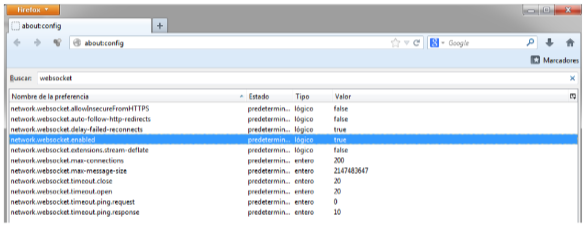 Firefox
about:config
+
about:config
Google
Marcadores
Buscar: websocket
Nombre de la preferencia Estado Tipo Valor
network.websocket.allowInsecureFromHTTPS predetermin... lógico false
network.websocket.auto-follow-http-redirects predetermin... lógico false
network.websocket.delay-failed-reconnects predetermin... lógico true
network.websocket.enabled predetermin... lógico true
network.websocket.extensions.stream-deflate predetermin... lógico false
network.websocket.max-connections predetermin... entero 200
network.websocket.max-message-size predetermin... entero 2147483647
network.websocket.timeout.close predetermin... entero 20
network.websocket.timeout.open predetermin... entero 20
network.websocket.timeout.ping.request predetermin... entero 0
network.websocket.timeout.ping.response predetermin... entero 10